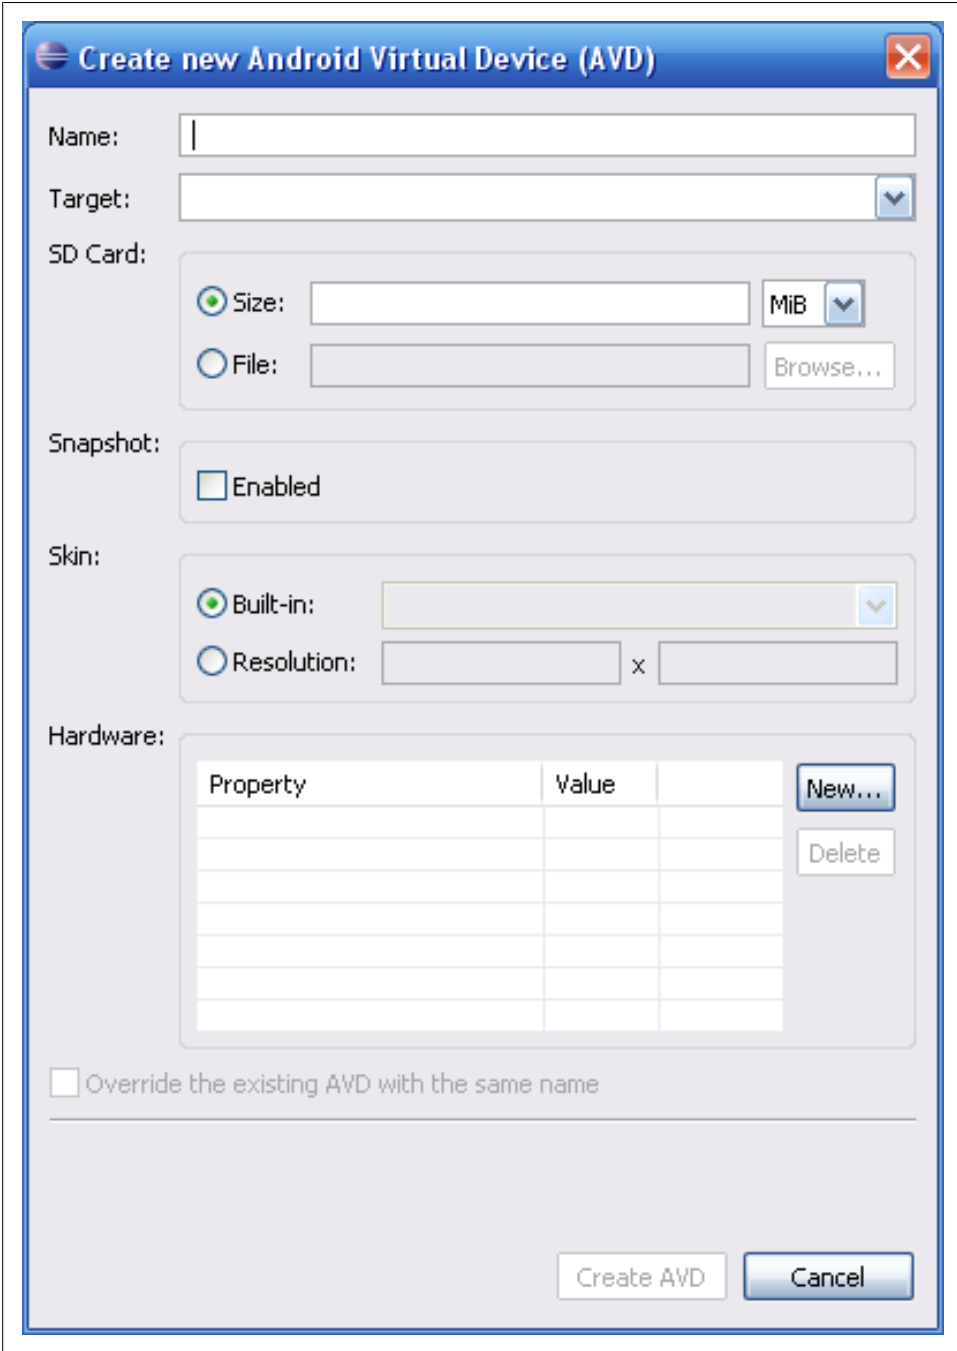 Create new Android Virtual Device (AVD)
Name:
Target:
SD Card:
Size: MiB
File: Browse...
Snapshot:
Enabled
Skin:
Built-in:
Resolution: x
Hardware:
Property Value New...
Delete
Override the existing AVD with the same name
Create AVD Cancel